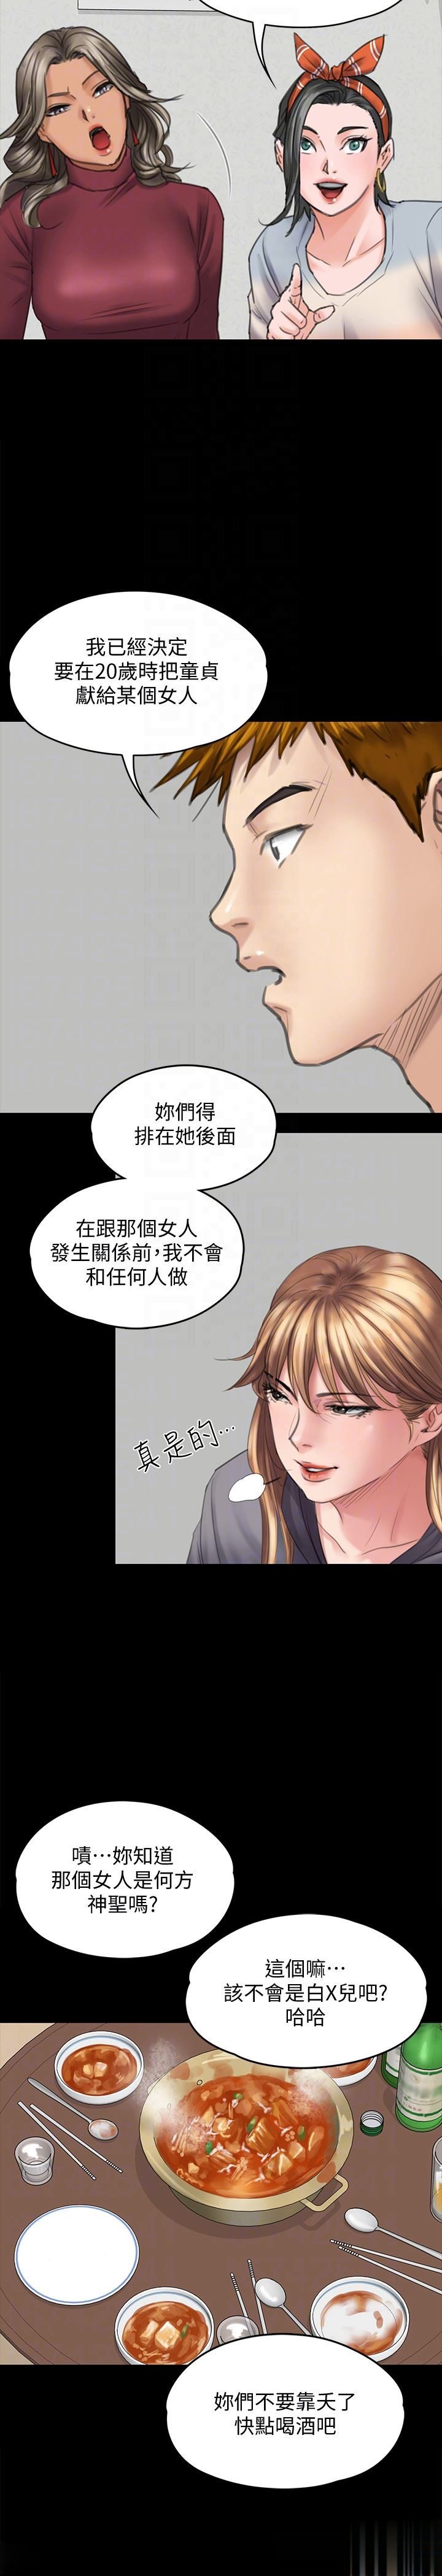 我已經決定
要在20歲時把童貞
獻給某個女人
妳們得
排在她後面
在跟那個女人
發生關係前,我不會
和任何人做
真是的…
嘖…妳知道
那個女人是何方
神聖嗎?
這個嘛…
該不會是白X兒吧?
哈哈
妳們不要靠夭了
快點喝酒吧